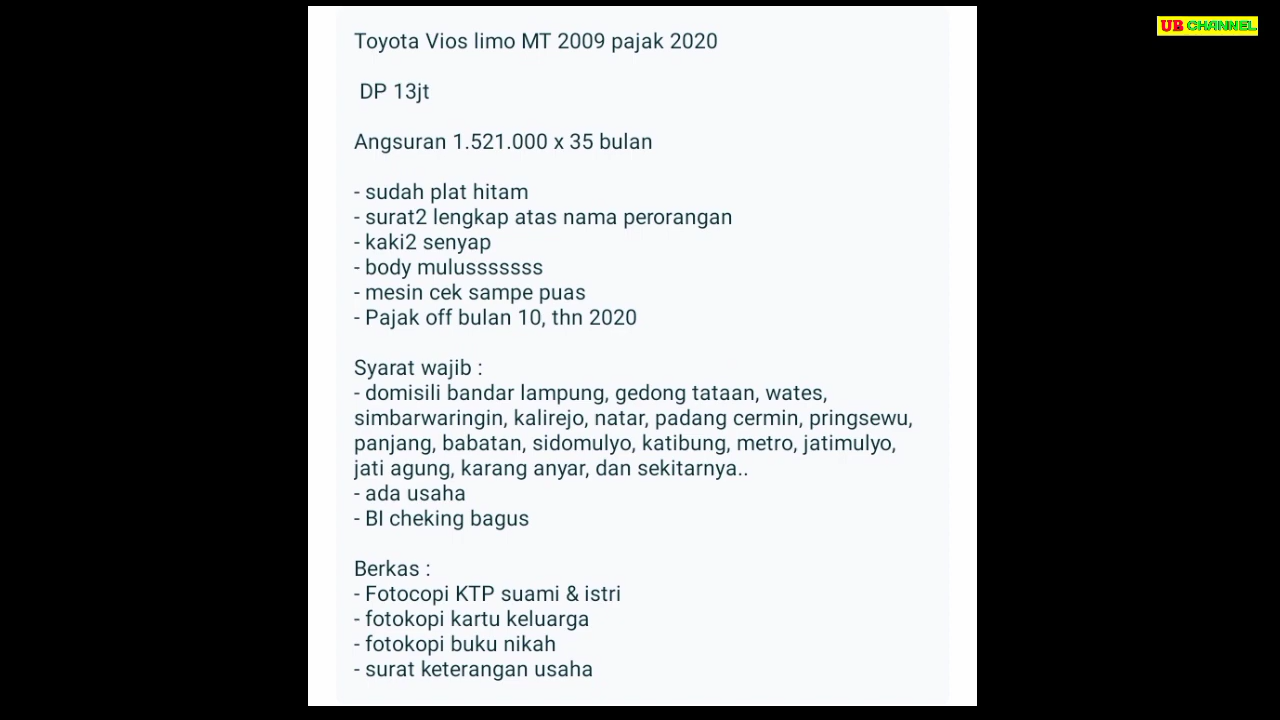 UB CHANNEL
Toyota Vios limo MT 2009 pajak 2020
DP 13jt
Angsuran 1.521.000 x 35 bulan
- sudah plat hitam
- surat2 lengkap atas nama perorangan
- kaki2 senyap
- body mulusssssss
- mesin cek sampe puas
- Pajak off bulan 10, thn 2020
Syarat wajib :
- domisili bandar lampung, gedong tataan, wates,
simbarwaringin, kalirejo, natar, padang cermin, pringsewu,
panjang, babatan, sidomulyo, katibung, metro, jatimulyo,
jati agung, karang anyar, dan sekitarnya..
- ada usaha
- BI cheking bagus
Berkas :
- Fotocopi KTP suami & istri
- fotokopi kartu keluarga
- fotokopi buku nikah
- surat keterangan usaha